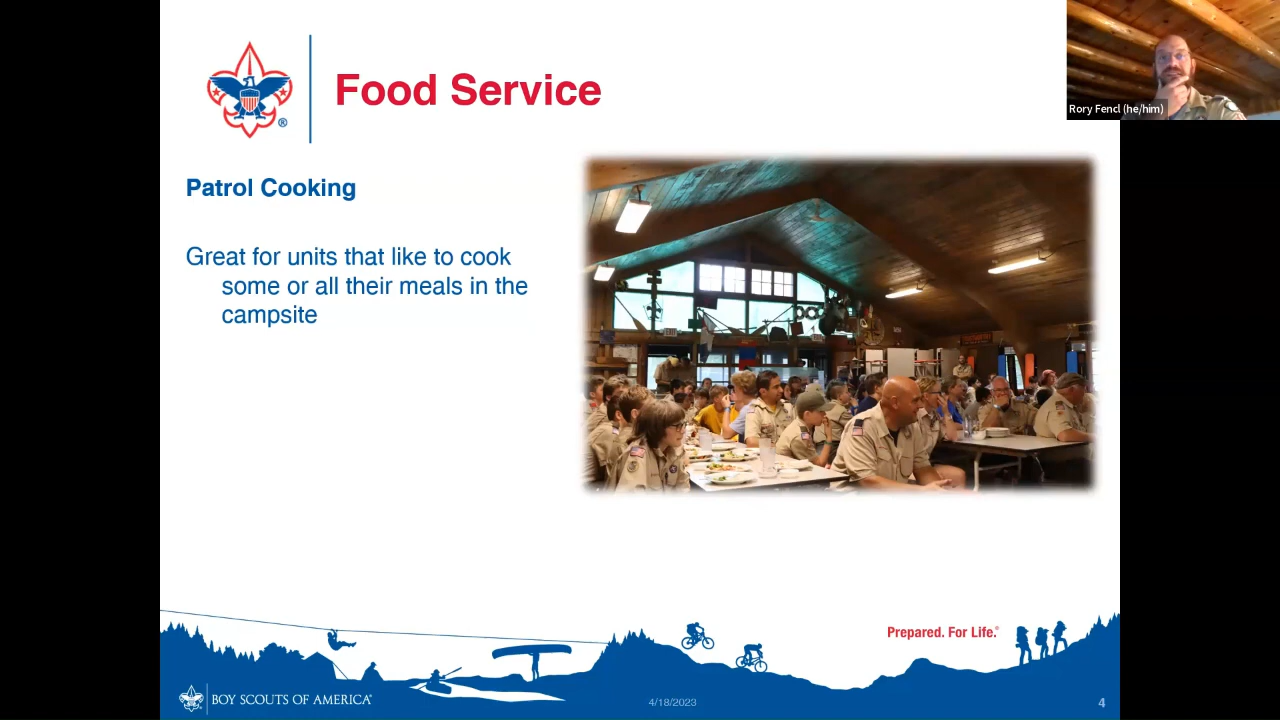 Food Service
Rory Fencl (he/him)
Patrol Cooking
Great for units that like to cook
some or all their meals in the
campsite
Prepared. For Life.®
BOY SCOUTS OF AMERICA®
4/18/2023
4